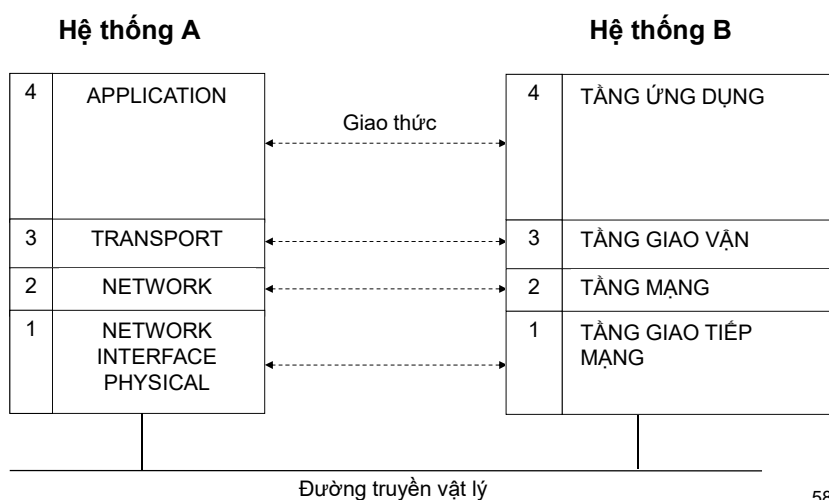 Hệ thống A
Hệ thống B
4 APPLICATION
Giao thức
4 TẦNG ỨNG DỤNG
3 TRANSPORT
3 TẦNG GIAO VẬN
2 NETWORK
2 TẦNG MẠNG
1 NETWORK
INTERFACE
PHYSICAL
1 TẦNG GIAO TIẾP
MẠNG
Đường truyền vật lý
58